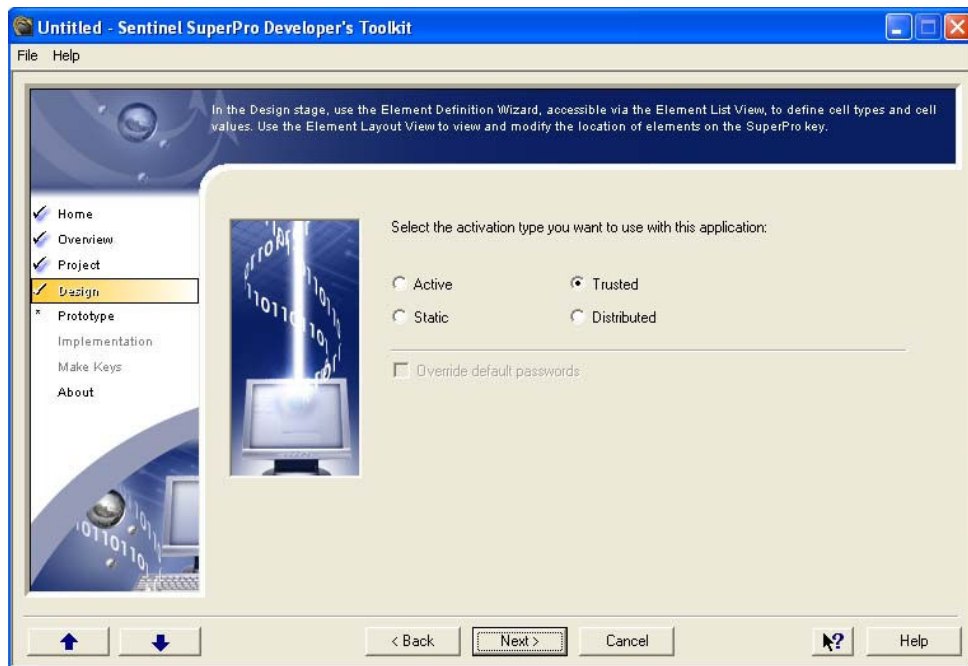 Untitled - Sentinel SuperPro Developer's Toolkit
File Help
In the Design stage, use the Element Definition Wizard, accessible via the Element List View, to define cell types and cell
values. Use the Element Layout View to view and modify the location of elements on the SuperPro key.
Home
Overview
Project
Design
Prototype
Implementation
Make Keys
About
Select the activation type you want to use with this application:
Active
Trusted
Static
Distributed
Override default passwords
< Back
Next >
Cancel
Help